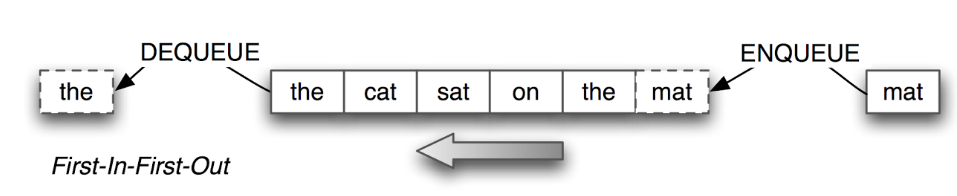 DEQUEUE ENQUEUE
the the cat sat on the mat mat
First-In-First-Out